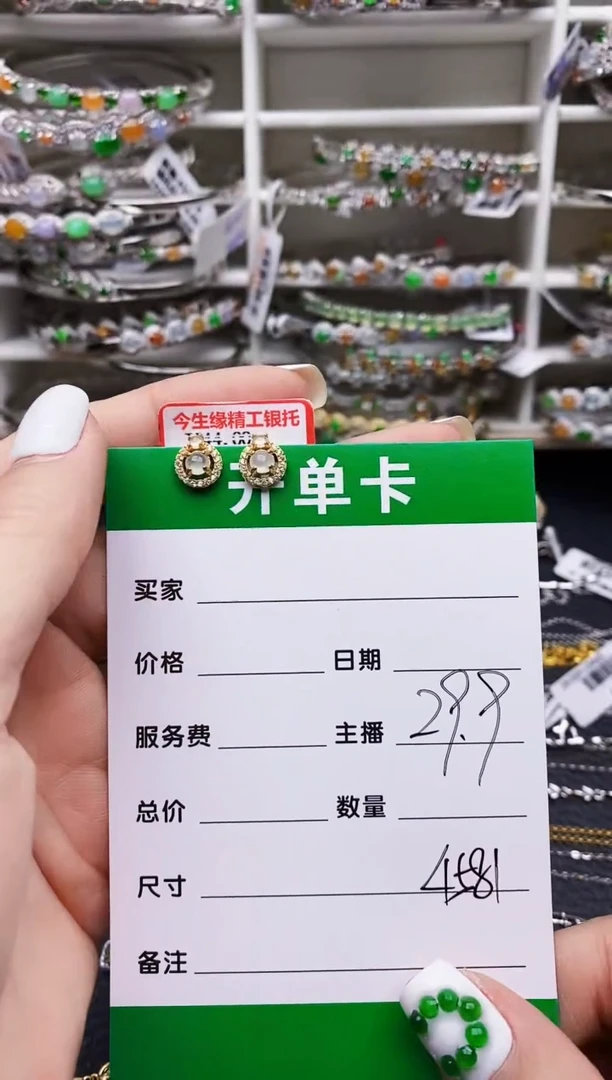 今生缘精工银托
开单卡
买家
价格 日期
服务费 主播 29.9
总价 数量
尺寸 4581
备注